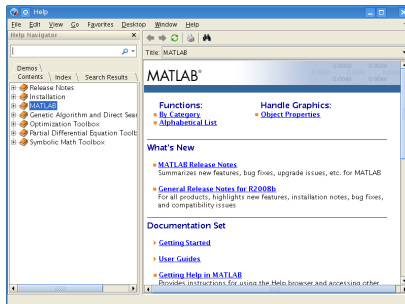 Help
File Edit View Go Favorites Desktop Window Help
Help Navigator
Title: MATLAB
Demos
Contents Index Search Results
Release Notes
Installation
MATLAB
Genetic Algorithm and Direct Sear
Optimization Toolbox
Partial Differential Equation Toolb
Symbolic Math Toolbox
MATLAB®
Functions:
By Category
Alphabetical List
Handle Graphics:
Object Properties
What's New
MATLAB Release Notes
Summarizes new features, bug fixes, upgrade issues, etc. for MATLAB
General Release Notes for R2008b
For all products, highlights new features, installation notes, bug fixes,
and compatibility issues
Documentation Set
Getting Started
User Guides
Getting Help in MATLAB
Provides instructions for using the Help browser and accessing other